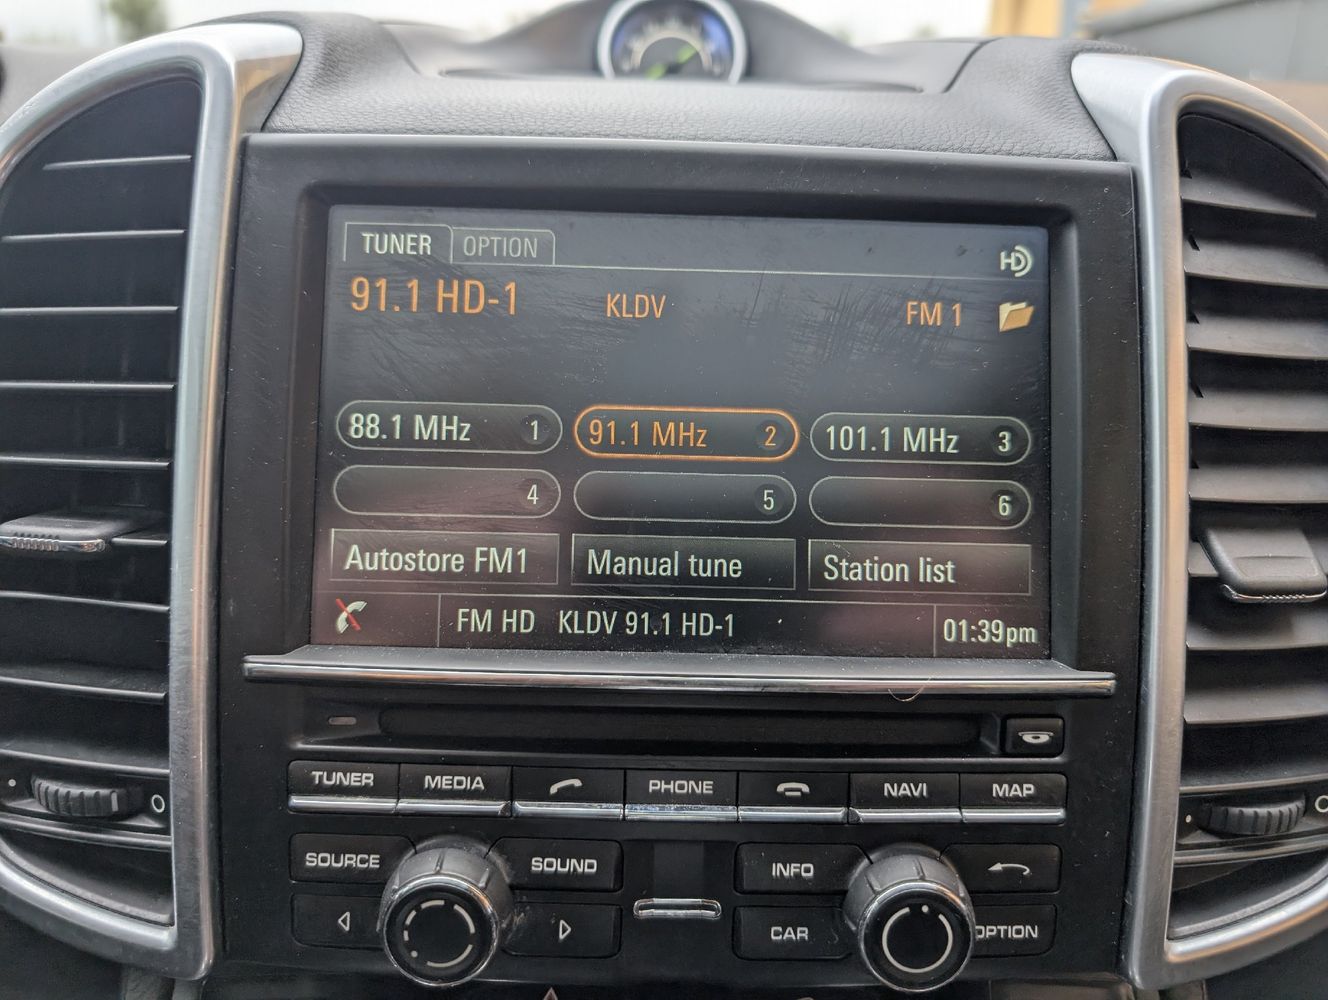 TUNER OPTION HD
91.1 HD-1 KLDV FM 1
88.1 MHz 1 91.1 MHz 2 101.1 MHz 3
4 5 6
Autostore FM1 Manual tune Station list
FM HD KLDV 91.1 HD-1 01:39pm
TUNER MEDIA PHONE NAVI MAP
SOURCE SOUND INFO
CAR OPTION